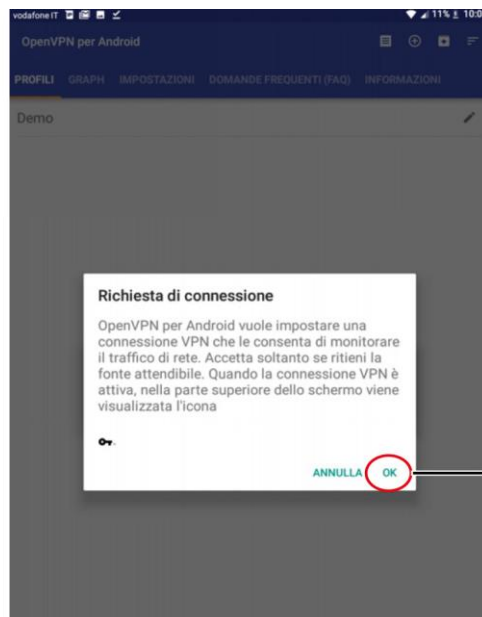 vodafone IT 11% 10:0
OpenVPN per Android
PROFILI GRAPH IMPOSTAZIONI DOMANDE FREQUENTI (FAQ) INFORMAZIONI
Demo
Richiesta di connessione
OpenVPN per Android vuole impostare una
connessione VPN che le consenta di monitorare
il traffico di rete. Accetta soltanto se ritieni la
fonte attendibile. Quando la connessione VPN è
attiva, nella parte superiore dello schermo viene
visualizzata l'icona
.
ANNULLA OK